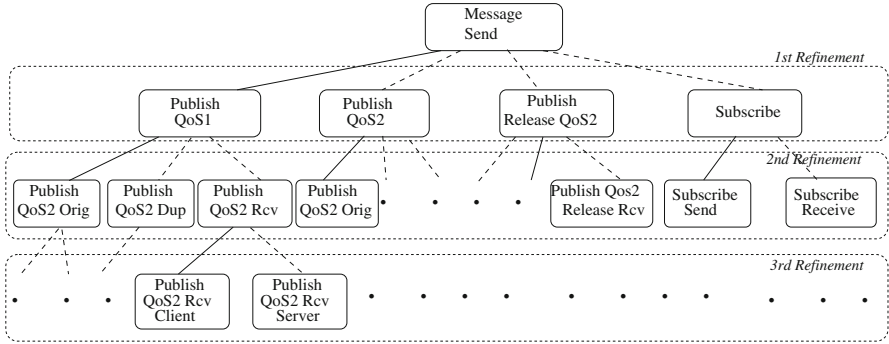 Message
Send
1st Refinement
Publish
QoS1
Publish
QoS2
Publish
Release QoS2
Subscribe
2nd Refinement
Publish
QoS2 Orig
Publish
QoS2 Dup
Publish
QoS2 Rcv
Publish
QoS2 Orig
Publish Qos2
Release Rcv
Subscribe
Send
Subscribe
Receive
3rd Refinement
Publish
QoS2 Rcv
Client
Publish
QoS2 Rcv
Server